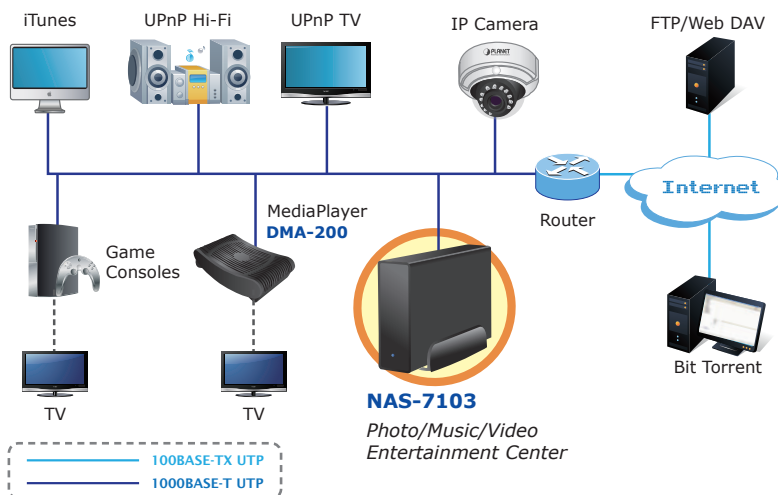 iTunes
UPnP Hi-Fi
UPnP TV
IP Camera
FTP/Web DAV
PLANET
Internet
Router
MediaPlayer
DMA-200
Game
Consoles
TV
TV
NAS-7103
Photo/Music/Video
Entertainment Center
Bit Torrent
100BASE-TX UTP
1000BASE-T UTP